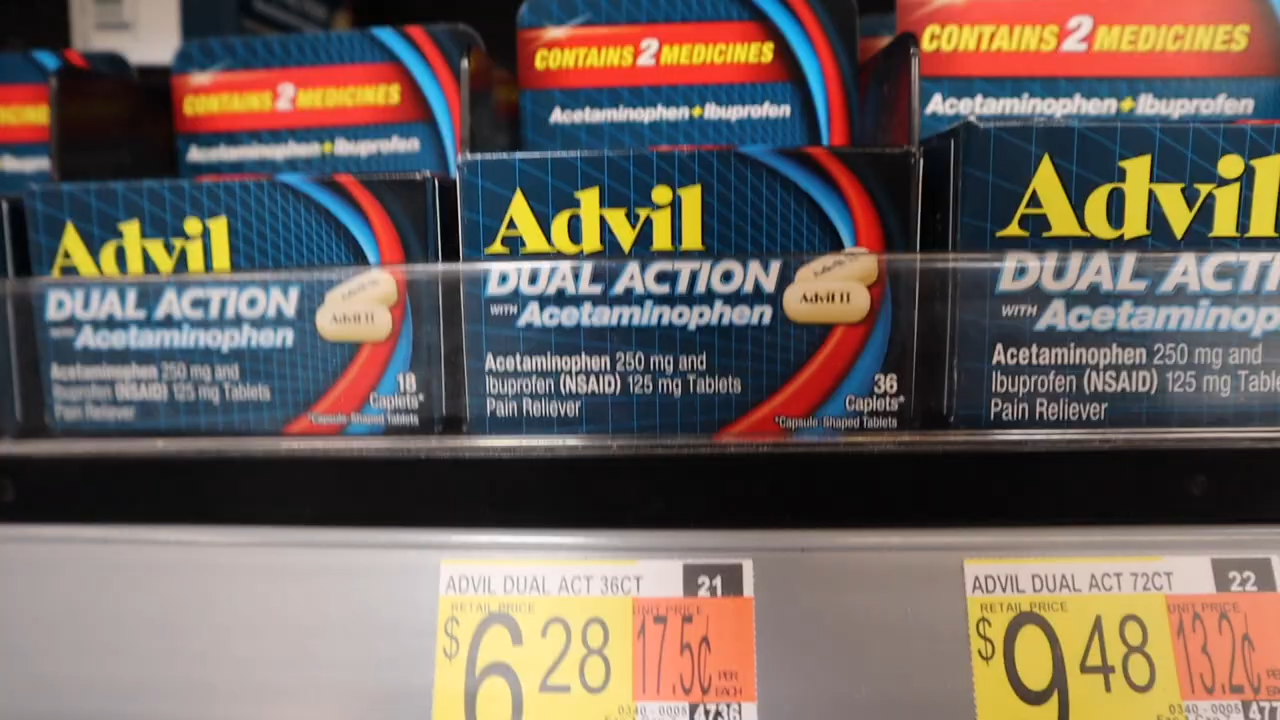 CONTAINS 2 MEDICINES
Acetaminophen+Ibuprofen
Advil
DUAL ACTION
Acetaminophen
Acetaminophen 250 mg and
Ibuprofen (NSAID) 125 mg Tablets
Pain Reliever
18
Caplets*
*Capsule-Shaped Tablets
Advil
CONTAINS 2 MEDICINES
Acetaminophen+Ibuprofen
Advil
DUAL ACTION
WITH Acetaminophen
Acetaminophen 250 mg and
Ibuprofen (NSAID) 125 mg Tablets
Pain Reliever
36
Caplets*
*Capsule-Shaped Tablets
Advil
CONTAINS 2 MEDICINES
Acetaminophen+Ibuprofen
Advil
DUAL ACTI
WITH Acetaminop
Acetaminophen 250 mg and
Ibuprofen (NSAID) 125 mg Table
Pain Reliever
ADVIL DUAL ACT 36CT 21
RETAIL PRICE UNIT PRICE
$6 28 17.5¢
PER
EACH
0340-0005
4736
ADVIL DUAL ACT 72CT 22
RETAIL PRICE UNIT PRICE
$9 48 13.2¢
0340-0005